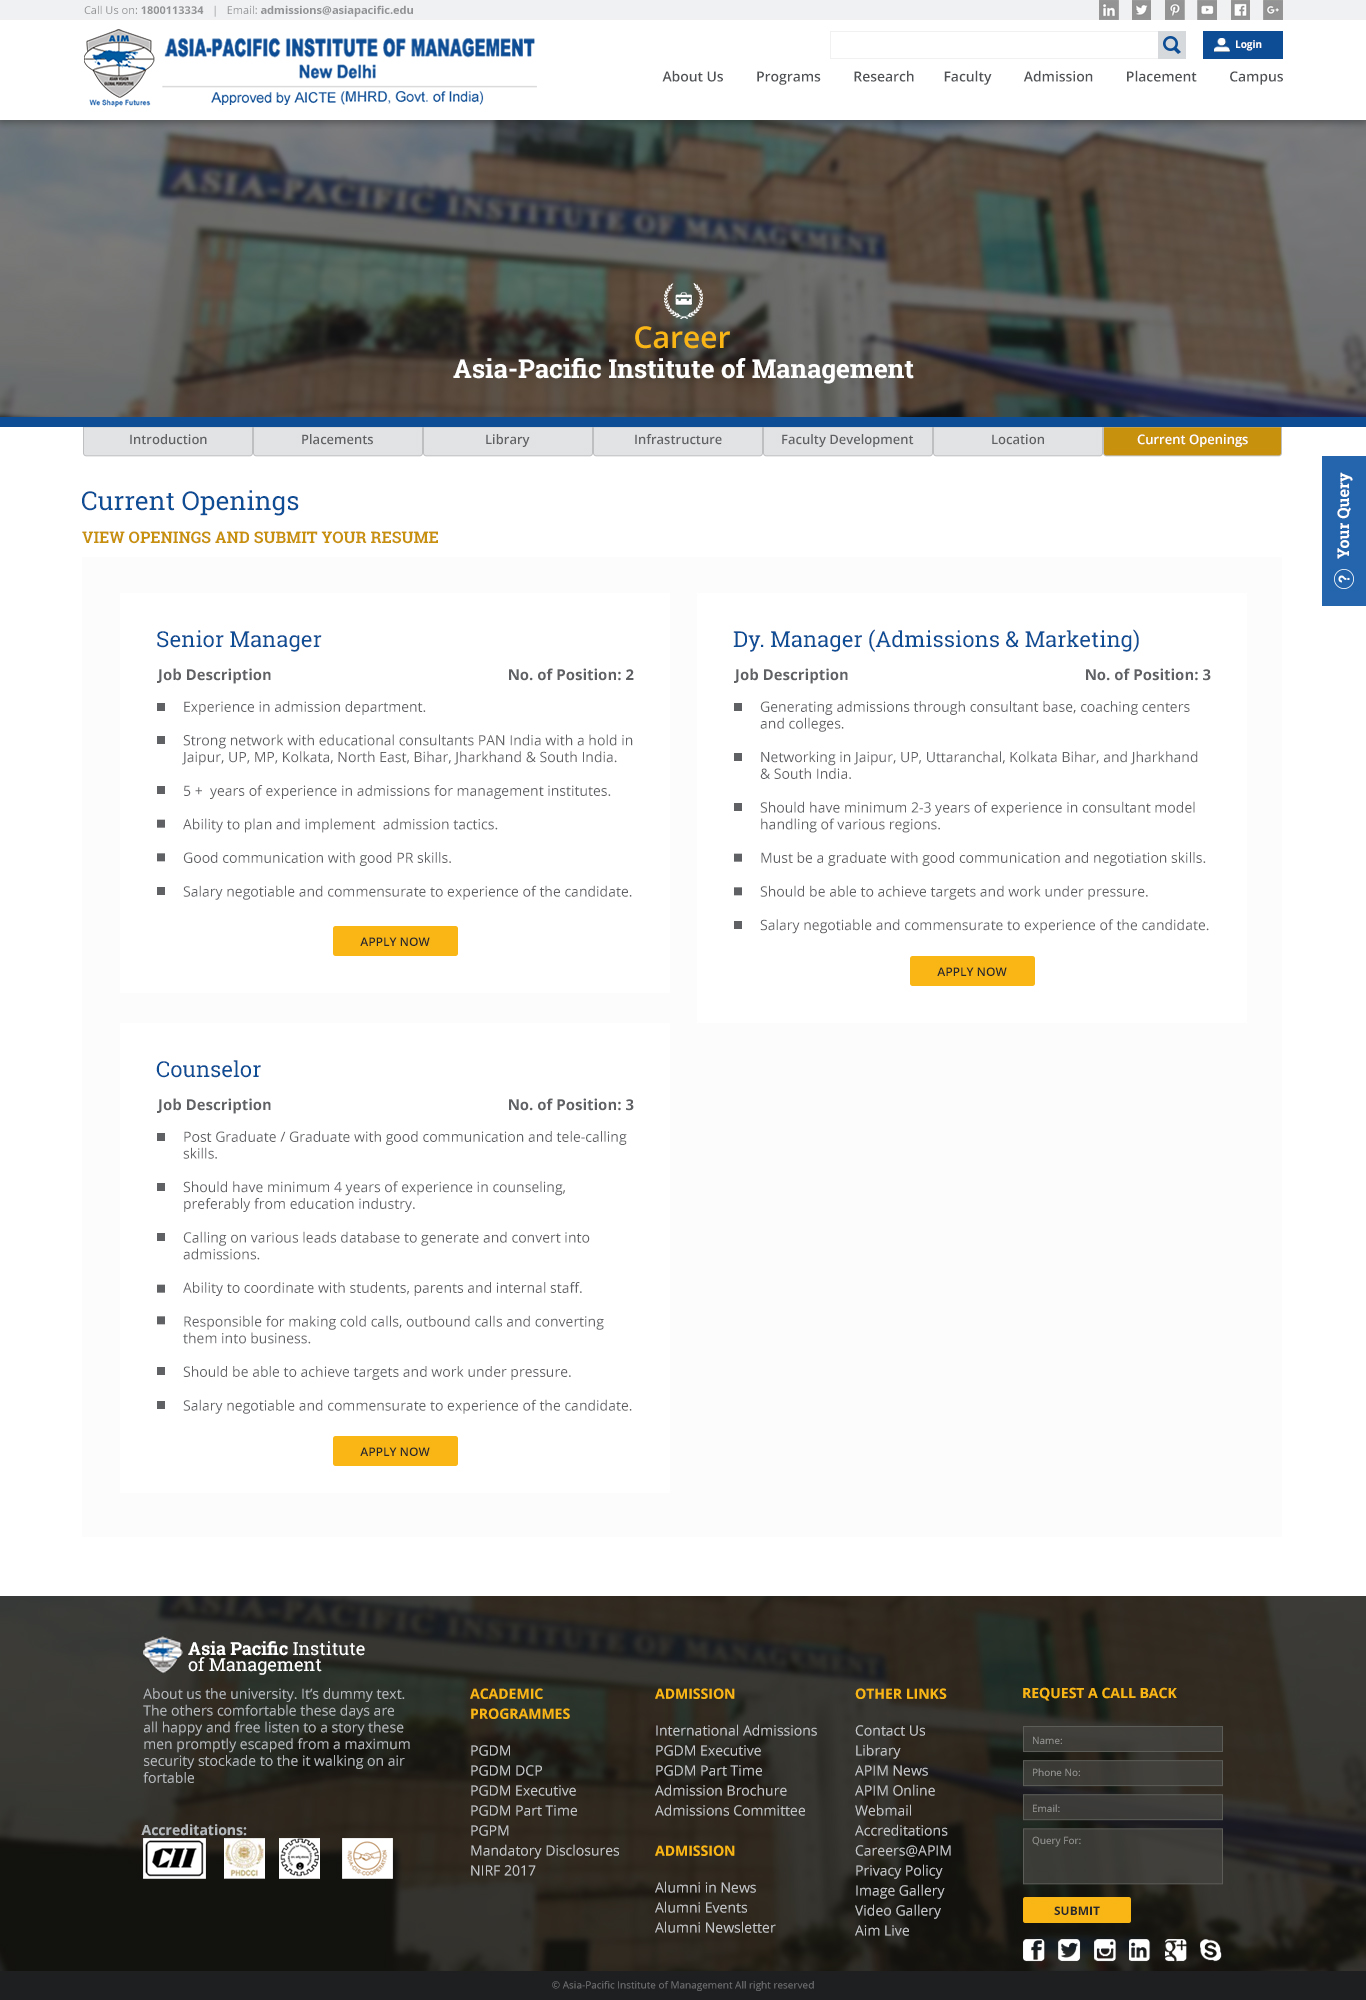 Call Us on: 1800113334 | Email: admissions@asiapacific.edu
AIM
We Shape Futures
ASIA-PACIFIC INSTITUTE OF MANAGEMENT
New Delhi
Approved by AICTE (MHRD, Govt. of India)
Login
About Us Programs Research Faculty Admission Placement Campus
ASIA-PACIFIC INSTITUTE OF MANAGEMENT
Career
Asia-Pacific Institute of Management
Introduction Placements Library Infrastructure Faculty Development Location Current Openings
? Your Query
Current Openings
VIEW OPENINGS AND SUBMIT YOUR RESUME
Senior Manager
Job Description No. of Position: 2
Experience in admission department.
Strong network with educational consultants PAN India with a hold in
Jaipur, UP, MP, Kolkata, North East, Bihar, Jharkhand & South India.
5 +  years of experience in admissions for management institutes.
Ability to plan and implement  admission tactics.
Good communication with good PR skills.
Salary negotiable and commensurate to experience of the candidate.
APPLY NOW
Dy. Manager (Admissions & Marketing)
Job Description No. of Position: 3
Generating admissions through consultant base, coaching centers
and colleges.
Networking in Jaipur, UP, Uttaranchal, Kolkata Bihar, and Jharkhand
& South India.
Should have minimum 2-3 years of experience in consultant model
handling of various regions.
Must be a graduate with good communication and negotiation skills.
Should be able to achieve targets and work under pressure.
Salary negotiable and commensurate to experience of the candidate.
APPLY NOW
Counselor
Job Description No. of Position: 3
Post Graduate / Graduate with good communication and tele-calling
skills.
Should have minimum 4 years of experience in counseling,
preferably from education industry.
Calling on various leads database to generate and convert into
admissions.
Ability to coordinate with students, parents and internal staff.
Responsible for making cold calls, outbound calls and converting
them into business.
Should be able to achieve targets and work under pressure.
Salary negotiable and commensurate to experience of the candidate.
APPLY NOW
ASIA-PACIFIC INSTITUTE OF MANAGEMENT
Asia Pacific Institute
of Management
About us the university. It's dummy text.
The others comfortable these days are
all happy and free listen to a story these
men promptly escaped from a maximum
security stockade to the it walking on air
fortable
Accreditations:
CII
PHDCCI
ACADEMIC
PROGRAMMES
PGDM
PGDM DCP
PGDM Executive
PGDM Part Time
PGPM
Mandatory Disclosures
NIRF 2017
ADMISSION
International Admissions
PGDM Executive
PGDM Part Time
Admission Brochure
Admissions Committee
ADMISSION
Alumni in News
Alumni Events
Alumni Newsletter
OTHER LINKS
Contact Us
Library
APIM News
APIM Online
Webmail
Accreditations
Careers@APIM
Privacy Policy
Image Gallery
Video Gallery
Aim Live
REQUEST A CALL BACK
Name:
Phone No:
Email:
Query For:
SUBMIT
© Asia-Pacific Institute of Management All right reserved